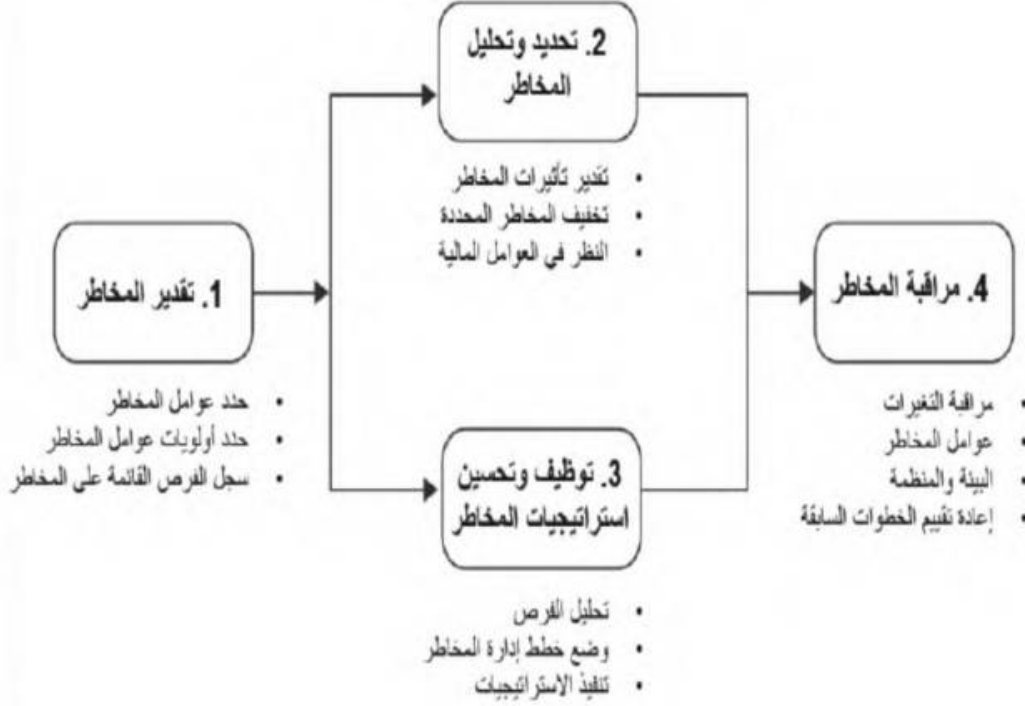 2. تحديد وتحليل
المخاطر
• تقدير تأثيرات المخاطر
• تخفيف المخاطر المحددة
• النظر في العوامل المالية
1. تقدير المخاطر
• حدد عوامل المخاطر
• حدد أولويات عوامل المخاطر
• سجل الفرص القائمة على المخاطر
3. توظيف وتحسين
استراتيجيات المخاطر
• تحليل الفرص
• وضع خطط إدارة المخاطر
• تنفيذ الاستراتيجيات
4. مراقبة المخاطر
• مراقبة التغيرات
• عوامل المخاطر
• البيئة والمنظمة
• إعادة تقييم الخطوات السابقة